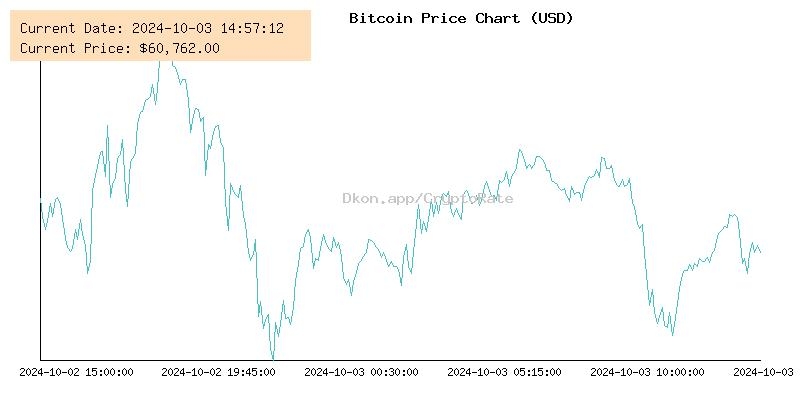 Bitcoin Price Chart (USD)
Current Date: 2024-10-03 14:57:12
Current Price: $60,762.00
Dkon.app/CryptoRate
2024-10-02 15:00:00
2024-10-02 19:45:00
2024-10-03 00:30:00
2024-10-03 05:15:00
2024-10-03 10:00:00
2024-10-03